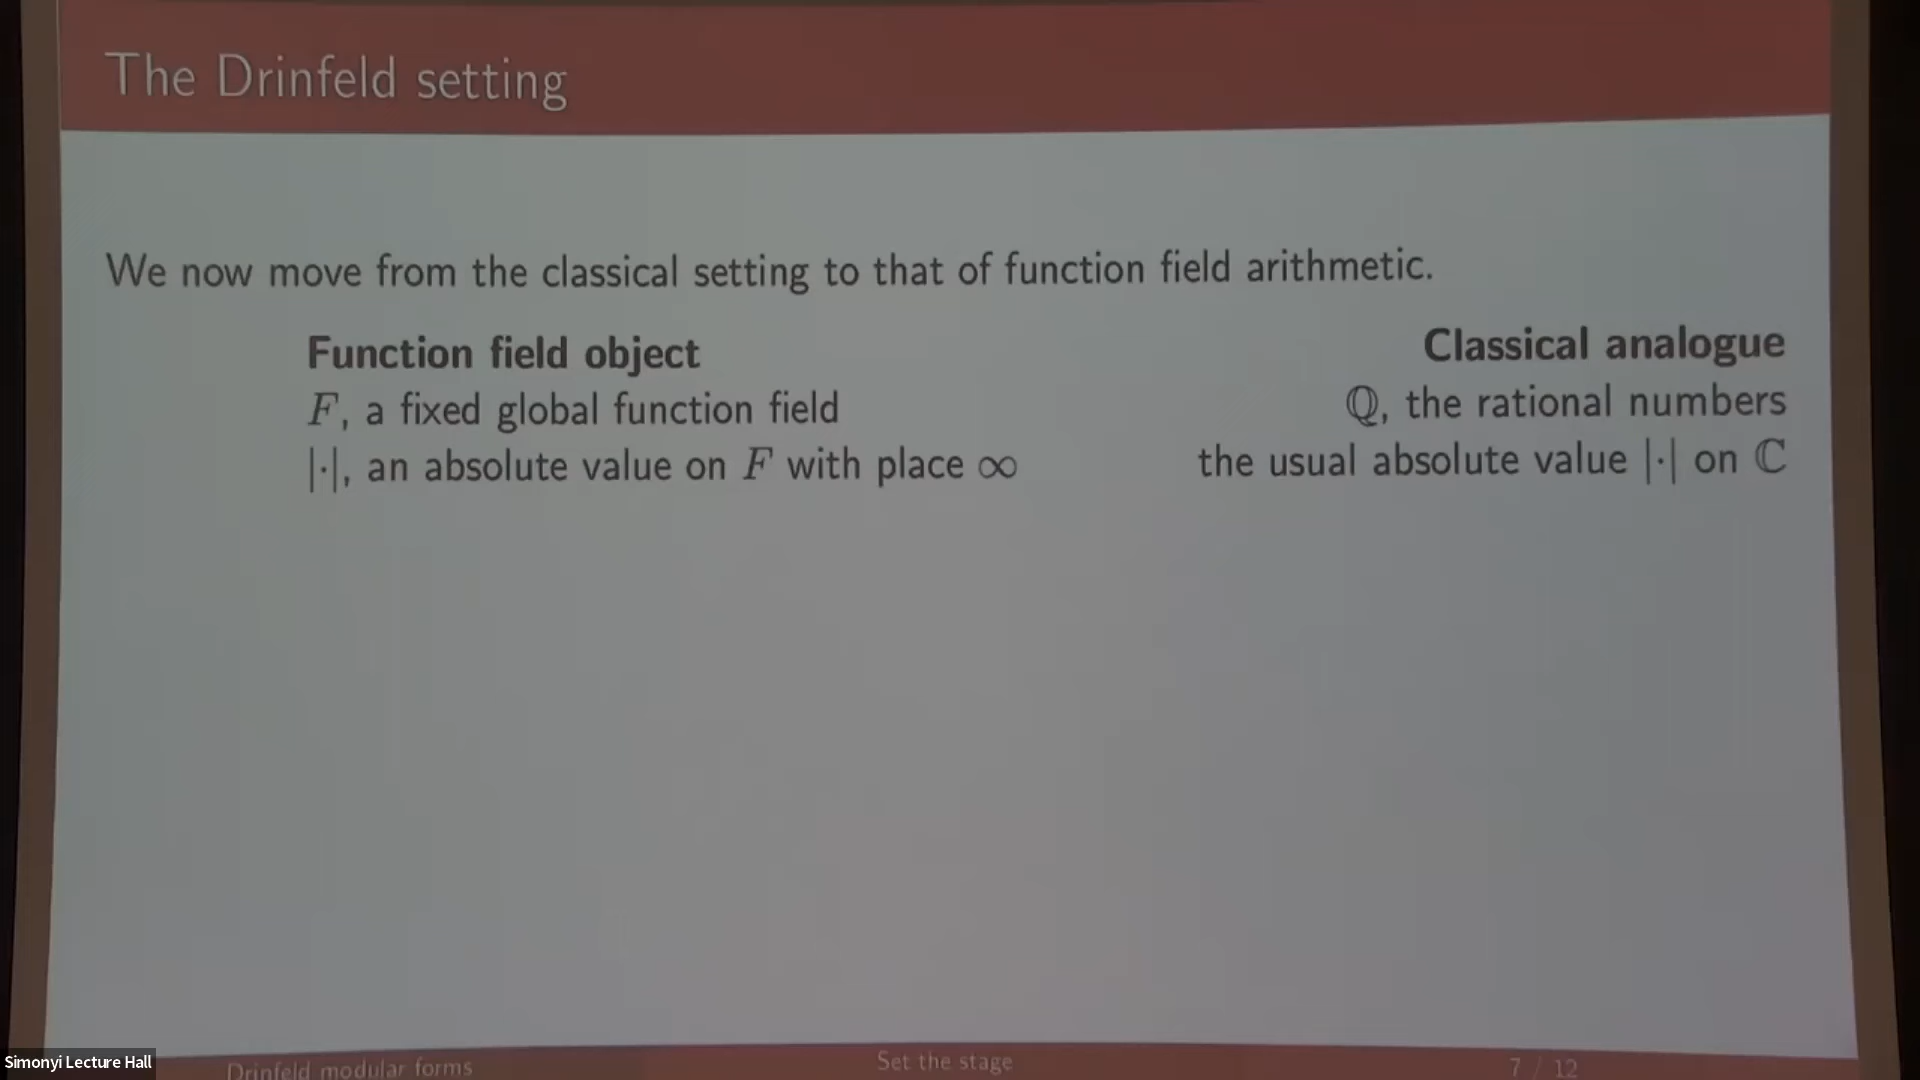 The Drinfeld setting
We now move from the classical setting to that of function field arithmetic.
Function field object Classical analogue
F, a fixed global function field ℚ, the rational numbers
|·|, an absolute value on F with place ∞ the usual absolute value |·| on ℂ
Simonyi Lecture Hall
Drinfeld modular forms Set the stage 7 / 12